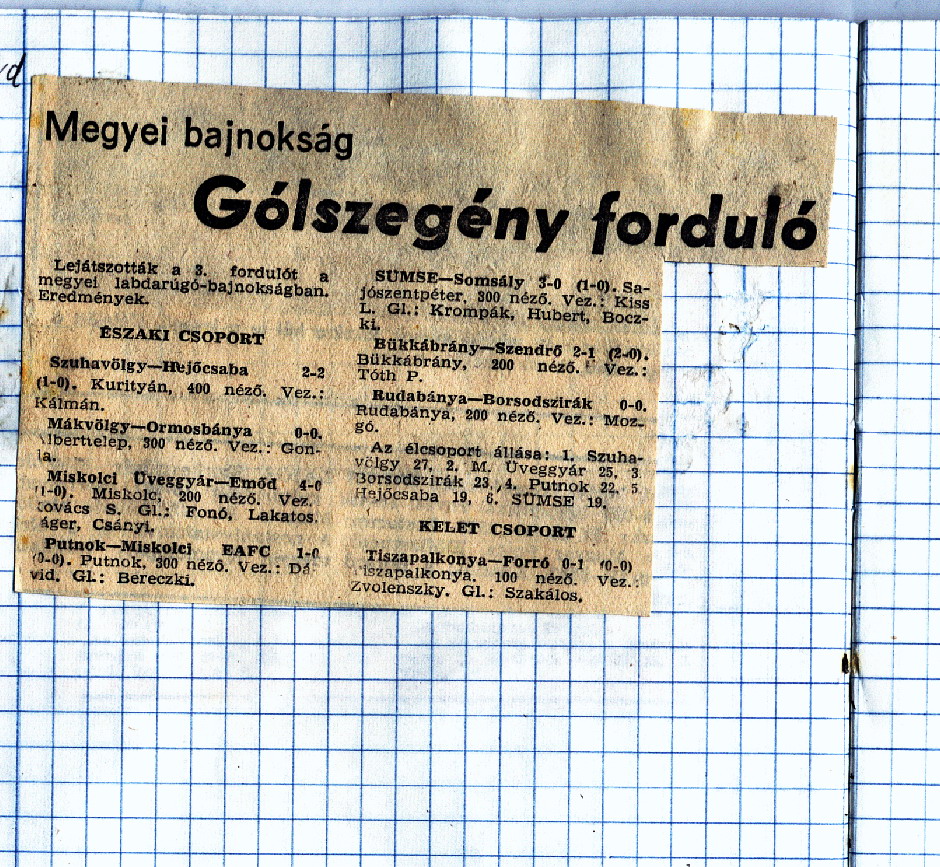 Megyei bajnokság
Gólszegény forduló
Lejátszották a 3. fordulót a
megyei labdarúgó-bajnokságban.
Eredmények.
ÉSZAKI CSOPORT
Szuhavölgy—Hejőcsaba 2-2
(1-0). Kurityán, 400 néző. Vez.:
Kálmán.
Mákvölgy—Ormosbánya 0-0.
lberttelep, 300 néző. Vez.: Gon-
la.
Miskolci Üveggyár—Emőd 4-0
(1-0). Miskolc, 200 néző. Vez.
Kovács S. Gl.: Fonó, Lakatos.
áger, Csányi.
Putnok—Miskolci EAFC 1-0
(0-0). Putnok, 300 néző. Vez.: Dá-
vid. Gl.: Bereczki.
SÜMSE—Somsály 3-0 (1-0). Sa-
jószentpéter, 300 néző. Vez.: Kiss
L. Gl.: Krompák, Hubert, Bocz-
ki.
Bükkábrány—Szendrő 2-1 (2-0).
Bükkábrány, 200 néző. Vez.:
Tóth P.
Rudabánya—Borsodszirák 0-0.
Rudabánya, 200 néző. Vez.: Moz-
gó.
Az élcsoport állása: 1. Szuha-
völgy 27, 2. M. Üveggyár 25, 3
Borsodszirák 23, 4. Putnok 22, 5
Hejőcsaba 19, 6. SÜMSE 19.
KELET CSOPORT
Tiszapalkonya—Forró 0-1 (0-0)
Tiszapalkonya, 100 néző. Vez.:
Zvolenszky. Gl.: Szakálos,